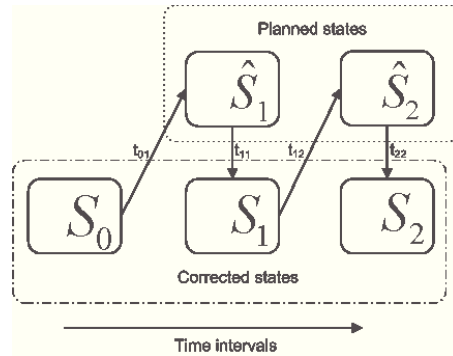 Planned states
Ŝ₁ Ŝ₂
t₀₁ t₁₁ t₁₂ t₂₂
S₀ S₁ S₂
Corrected states
Time intervals